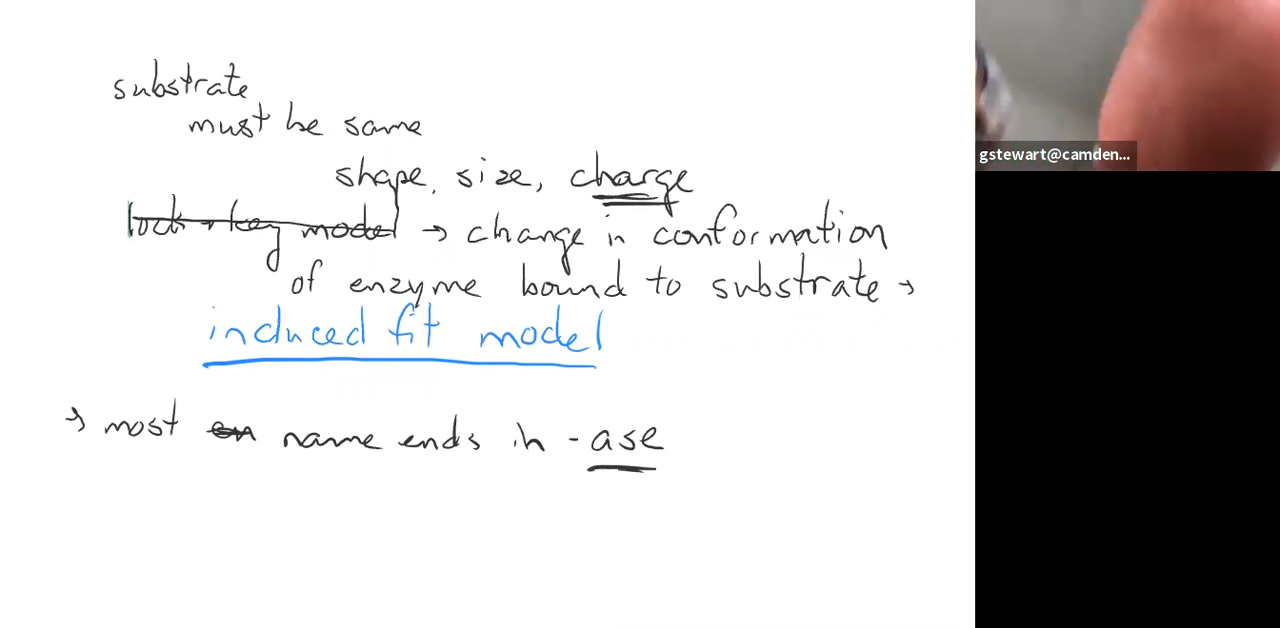 substrate
must be same
shape, size, charge
lock + key model → change in conformation
of enzyme bound to substrate →
induced fit model
→ most en name ends in -ase
gstewart@camden...